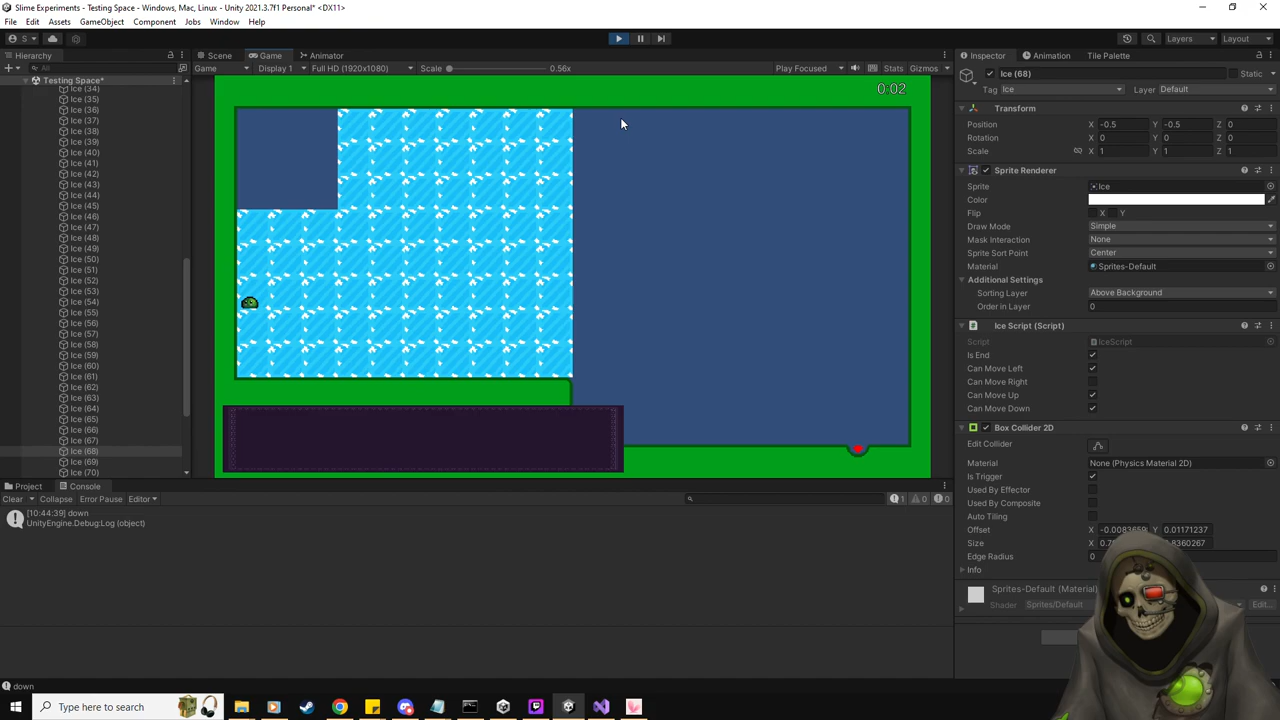 Slime Experiments - Testing Space - Windows, Mac, Linux - Unity 2021.3.7f1 Personal* <DX11>
File Edit Assets GameObject Component Jobs Window Help
S Layers Layout
Hierarchy
All
Testing Space*
Ice (34)
Ice (35)
Ice (36)
Ice (37)
Ice (38)
Ice (39)
Ice (40)
Ice (41)
Ice (42)
Ice (43)
Ice (44)
Ice (45)
Ice (46)
Ice (47)
Ice (48)
Ice (49)
Ice (50)
Ice (51)
Ice (52)
Ice (53)
Ice (54)
Ice (55)
Ice (56)
Ice (57)
Ice (58)
Ice (59)
Ice (60)
Ice (61)
Ice (62)
Ice (63)
Ice (64)
Ice (65)
Ice (66)
Ice (67)
Ice (68)
Ice (69)
Ice (70)
Scene Game Animator
Game Display 1 Full HD (1920x1080) Scale 0.56x Play Focused Stats Gizmos
0:02
Inspector Animation Tile Palette
Ice (68) Static
Tag Ice Layer Default
Transform
Position X -0.5 Y -0.5 Z 0
Rotation X 0 Y 0 Z 0
Scale X 1 Y 1 Z 1
Sprite Renderer
Sprite Ice
Color
Flip X Y
Draw Mode Simple
Mask Interaction None
Sprite Sort Point Center
Material Sprites-Default
Additional Settings
Sorting Layer Above Background
Order in Layer 0
Ice Script (Script)
Script IceScript
Is End
Can Move Left
Can Move Right
Can Move Up
Can Move Down
Box Collider 2D
Edit Collider
Material None (Physics Material 2D)
Is Trigger
Used By Effector
Used By Composite
Auto Tiling
Offset X Y 0.01171237
Size X
Edge Radius 0
Info
Sprites-Default (Material)
Shader Sprites/Default Edit...
Project Console
Clear Collapse Error Pause Editor 1 0 0
[10:44:39] down
UnityEngine.Debug:Log (object)
down
Type here to search